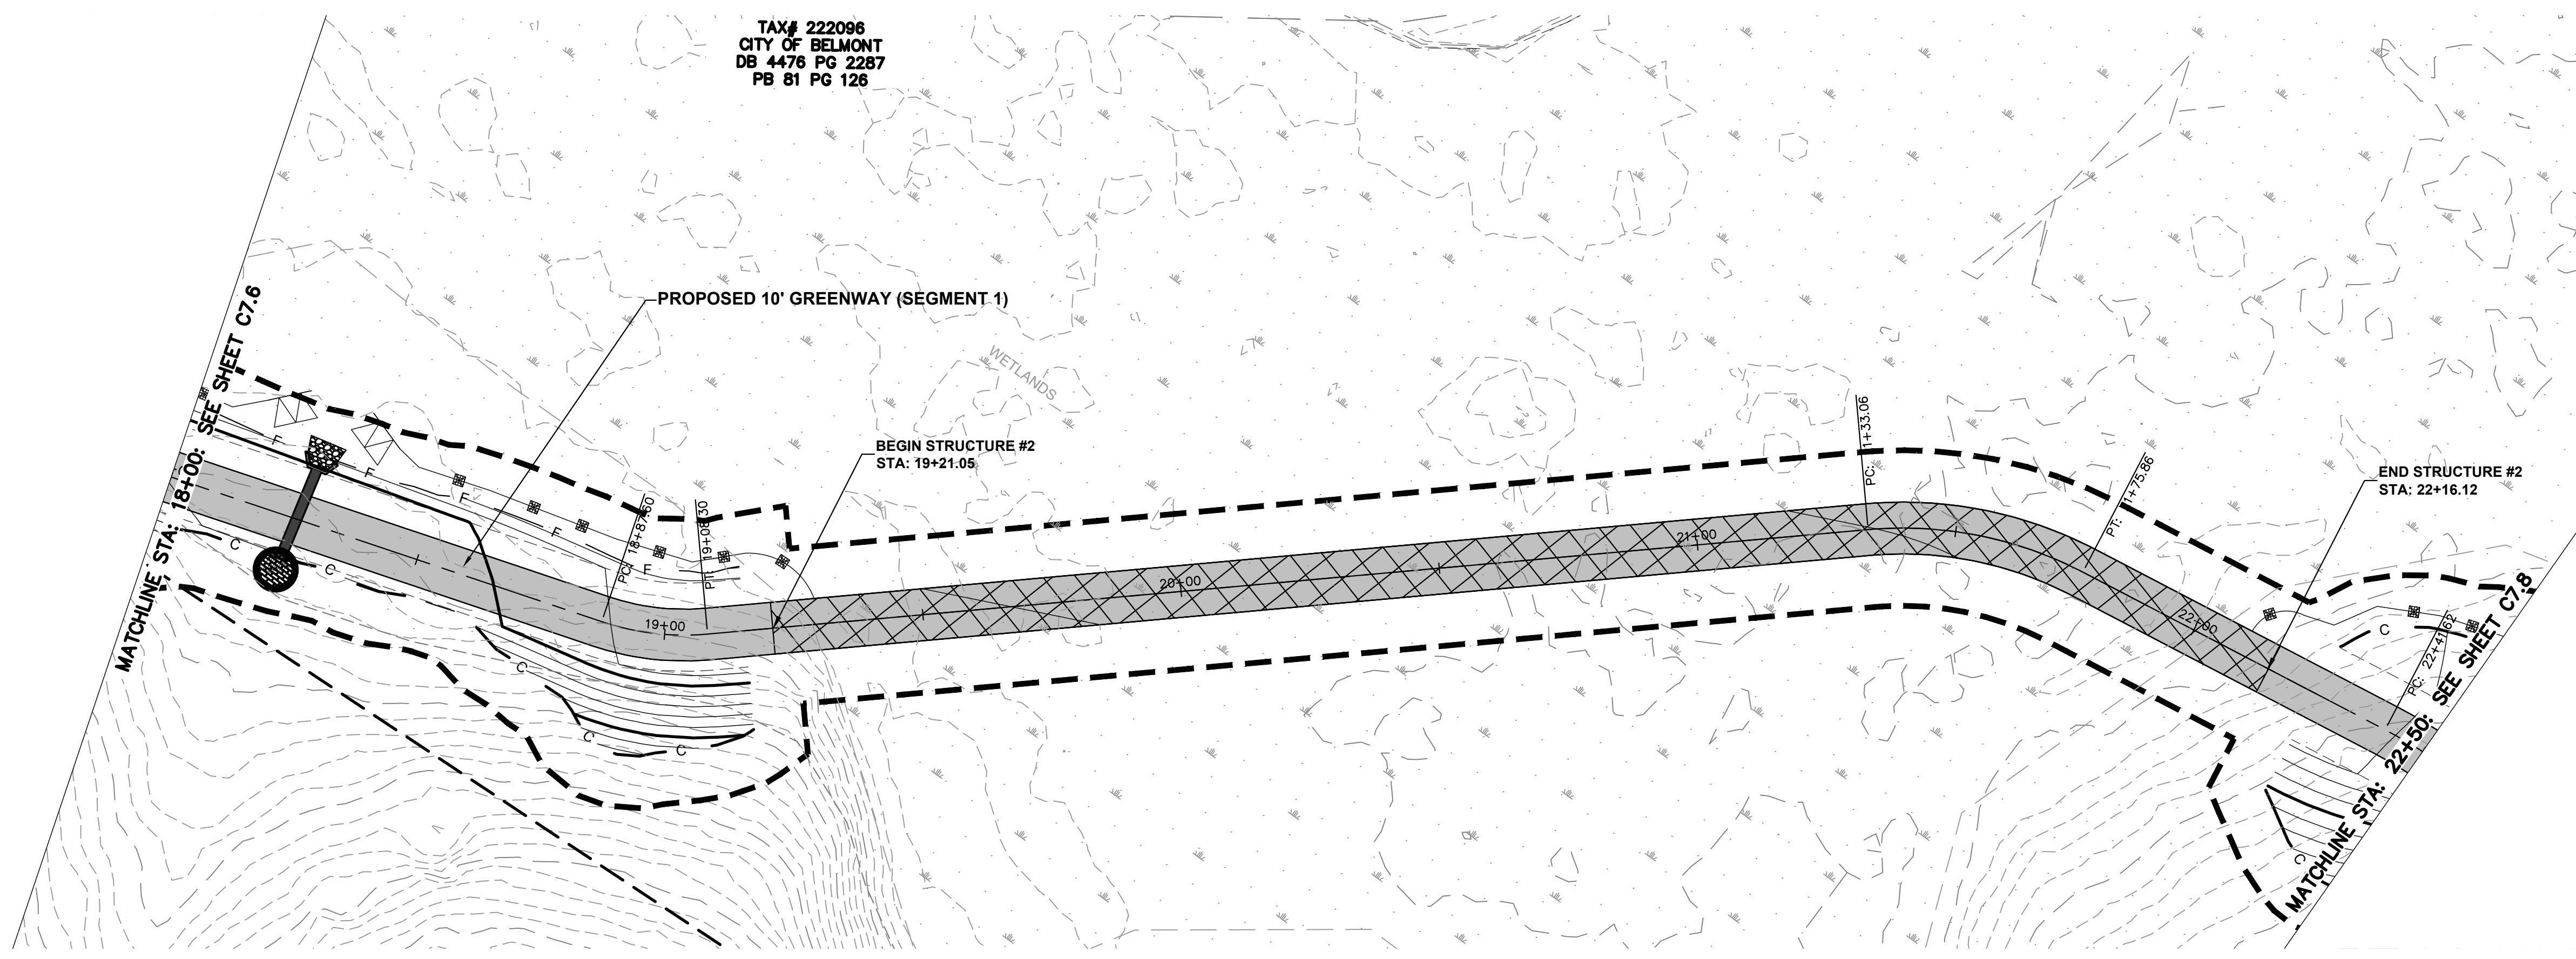 TAX# 222096
CITY OF BELMONT
DB 4476 PG 2287
PB 81 PG 126
MATCHLINE STA: 18+00: SEE SHEET C7.6
PROPOSED 10' GREENWAY (SEGMENT 1)
WETLANDS
BEGIN STRUCTURE #2
STA: 19+21.05
END STRUCTURE #2
STA: 22+16.12
F
F
F
F
F
C
C
C
C
C
PC: 18+87.60
PT: 19+08.30
19+00
20+00
21+00
PC: 1+33.06
PT: 1+75.86
22+00
PC: 22+41.62
C
C
MATCHLINE STA: 22+50: SEE SHEET C7.8